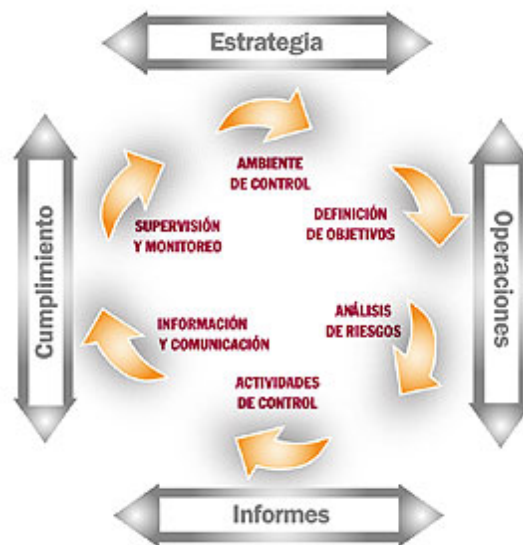 Estrategia
AMBIENTE
DE CONTROL
DEFINICIÓN
DE OBJETIVOS
Operaciones
ANÁLISIS
DE RIESGOS
ACTIVIDADES
DE CONTROL
Informes
INFORMACIÓN
Y COMUNICACIÓN
SUPERVISIÓN
Y MONITOREO
Cumplimiento